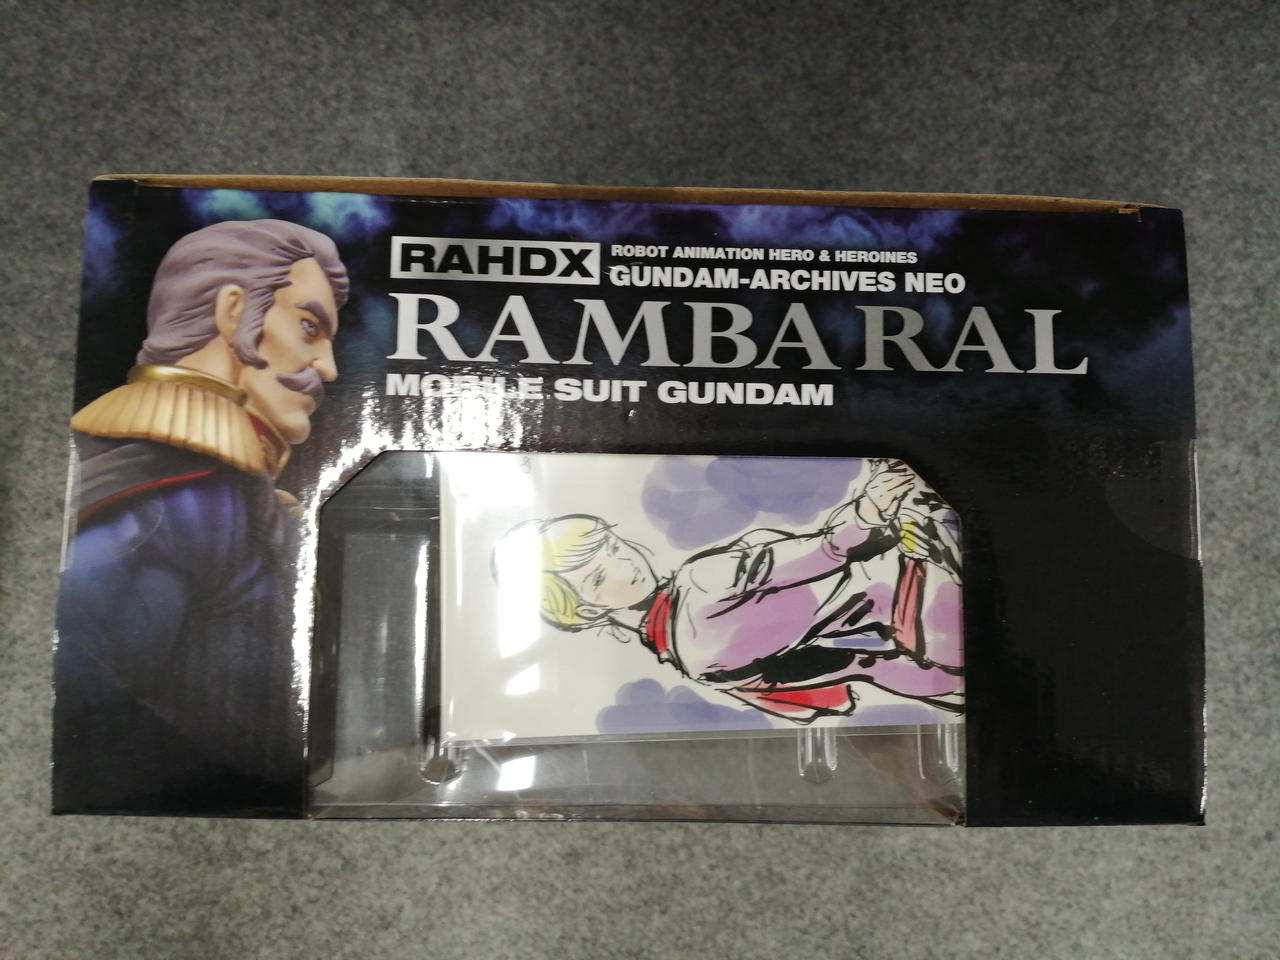 RAHDX
ROBOT ANIMATION HERO & HEROINES
GUNDAM-ARCHIVES NEO
RAMBA RAL
MOBILE SUIT GUNDAM